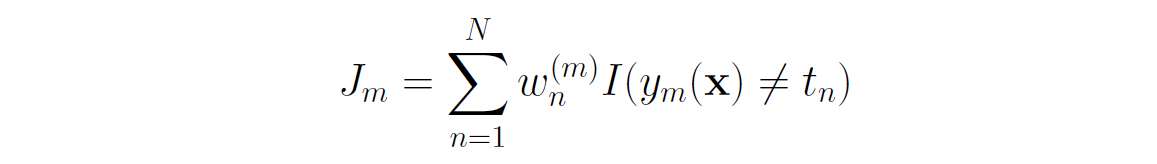 J_m = \sum_{n=1}^{N} w_n^{(m)} I(y_m(\mathbf{x}) \neq t_n)